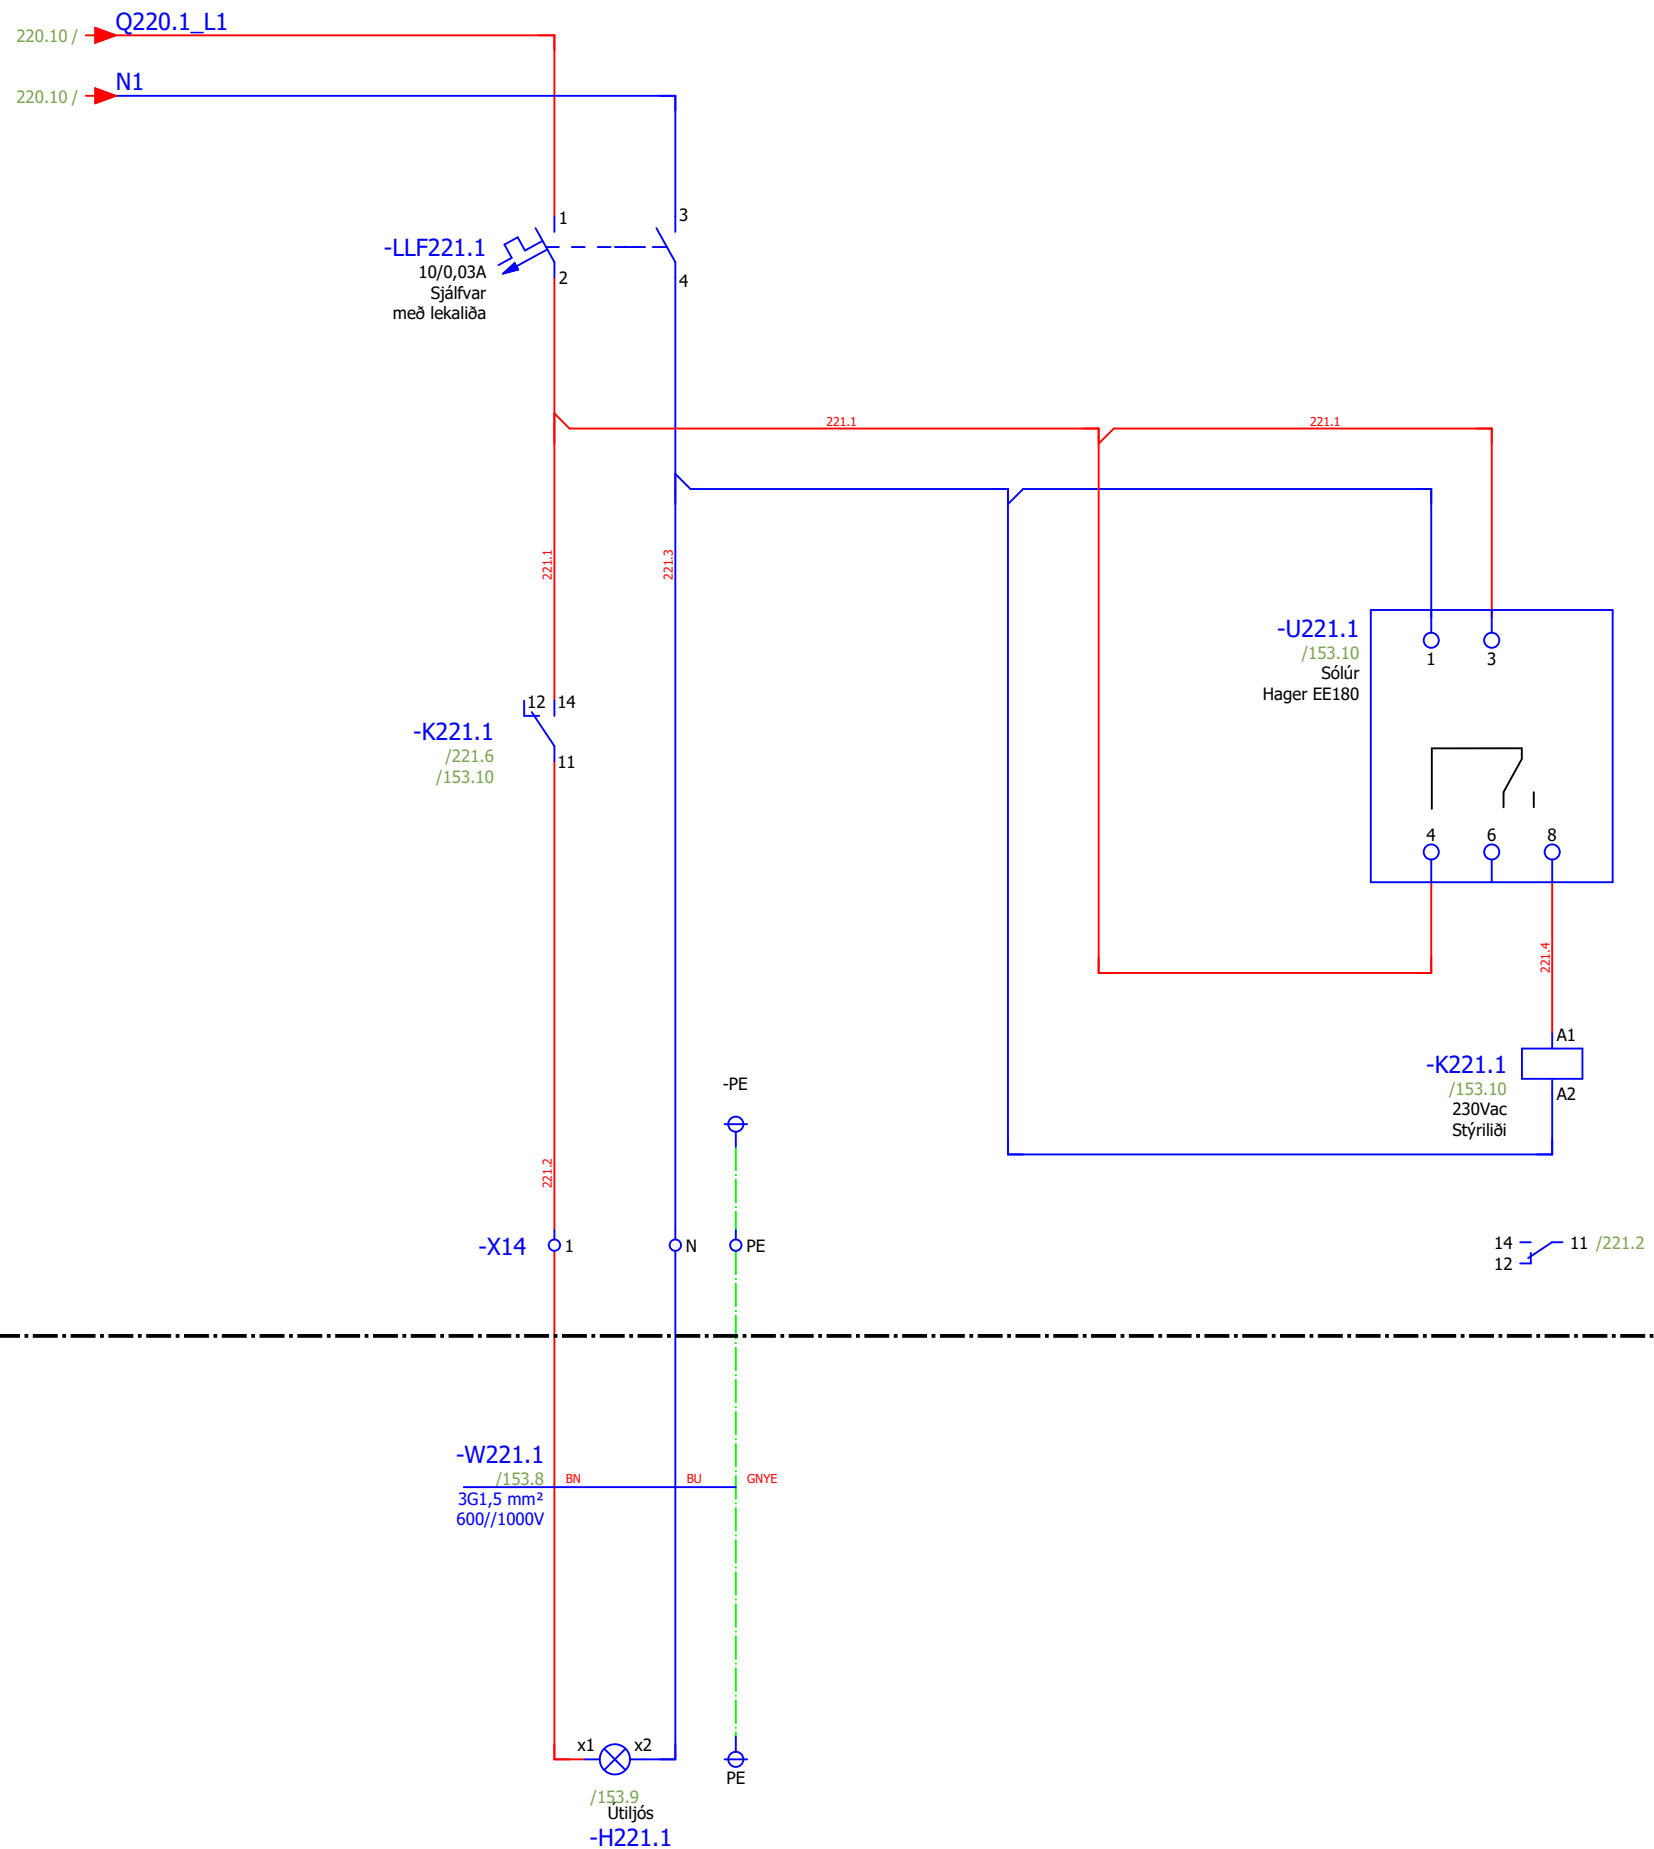 Q220.1_L1
220.10 /
N1
220.10 /
1
3
-LLF221.1
10/0,03A
Sjálfvar
með lekaliða
2
4
221.1
221.1
221.1
221.3
-U221.1
/153.10
Sólúr
Hager EE180
1
3
4
6
8
12
14
-K221.1
/221.6
/153.10
11
221.4
A1
-K221.1
/153.10
230Vac
Stýriliði
A2
-PE
221.2
-X14
1
N
PE
14
12
11 /221.2
-W221.1
/153.8
3G1,5 mm²
600//1000V
BN
BU
GNYE
x1
x2
PE
/153.9
Útiljós
-H221.1